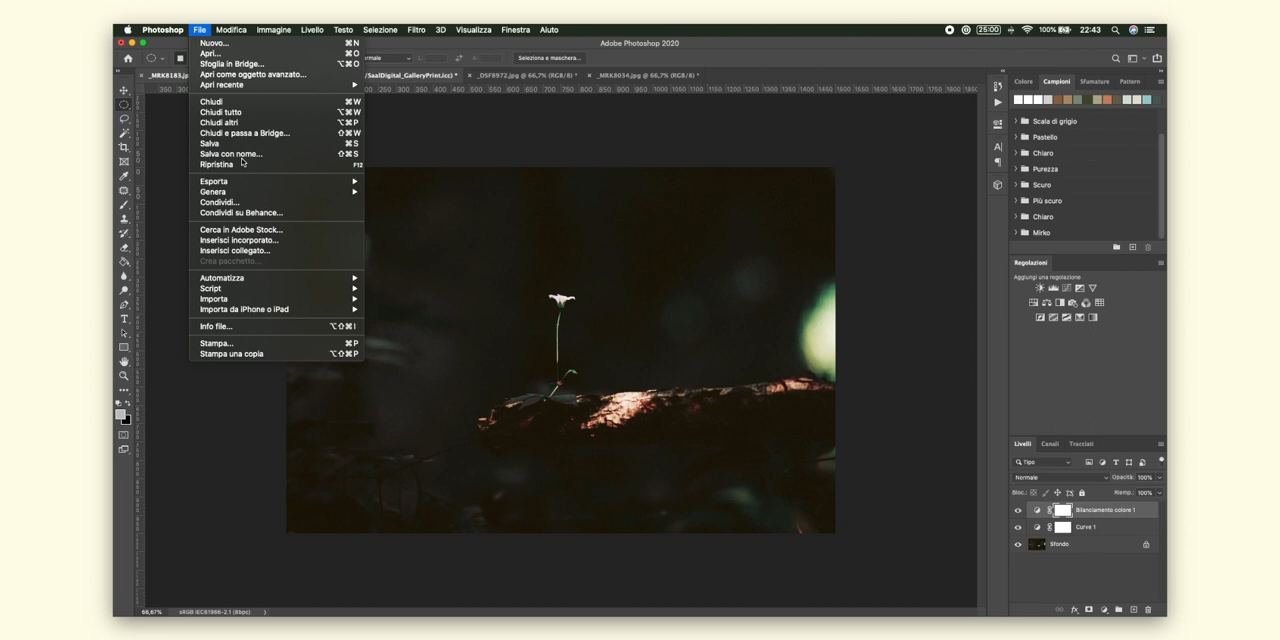 Photoshop File Modifica Immagine Livello Testo Selezione Filtro 3D Visualizza Finestra Aiuto 25:00 100% 22:43
Adobe Photoshop 2020
Seleziona e maschera...
_MRK8183.jp
/SaalDigital_GalleryPrint.icc) * × _DSF8972.jpg @ 66,7% (RGB/8) * × _MRK8034.jpg @ 66,7% (RGB/8) *
Nuovo... ⌘N
Apri... ⌘O
Sfoglia in Bridge... ⌥⌘O
Apri come oggetto avanzato...
Apri recente
Chiudi ⌘W
Chiudi tutto ⌥⌘W
Chiudi altri ⌥⌘P
Chiudi e passa a Bridge... ⇧⌘W
Salva ⌘S
Salva con nome... ⇧⌘S
Ripristina F12
Esporta
Genera
Condividi...
Condividi su Behance...
Cerca in Adobe Stock...
Inserisci incorporato...
Inserisci collegato...
Crea pacchetto...
Automatizza
Script
Importa
Importa da iPhone o iPad
Info file... ⌥⇧⌘I
Stampa... ⌘P
Stampa una copia ⌥⇧⌘P
Colore Campioni Sfumature Pattern
Scala di grigio
Pastello
Chiaro
Purezza
Scuro
Più scuro
Chiaro
Mirko
Regolazioni
Aggiungi una regolazione
Livelli Canali Tracciati
Tipo
Normale Opacità: 100%
Bloc.: Riemp.: 100%
Bilanciamento colore 1
Curve 1
Sfondo
66,67% sRGB IEC61966-2.1 (8bpc)